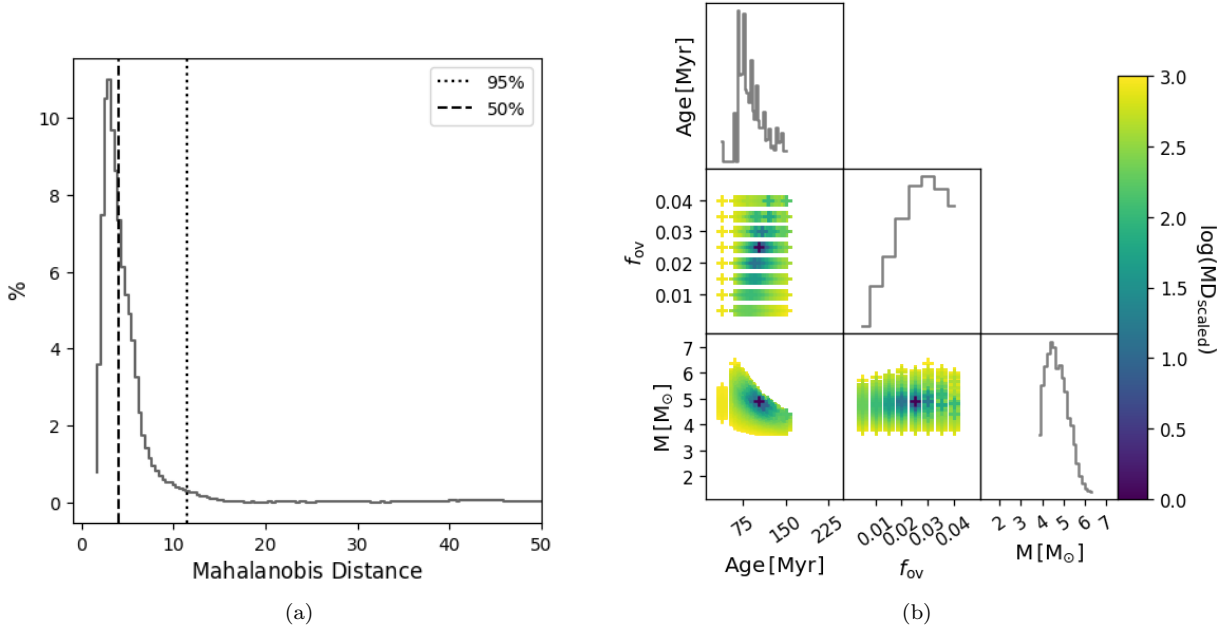 95%
50%
10
8
6
4
2
0
%
0 10 20 30 40 50
Mahalanobis Distance
(a)
Age [Myr]
f_ov
0.04
0.03
0.02
0.01
M [M_⊙]
7
6
5
4
3
2
75 150 225
Age [Myr]
0.01 0.02 0.03 0.04
f_ov
2 3 4 5 6 7
M [M_⊙]
3.0
2.5
2.0
1.5
1.0
0.5
0.0
log(MD_scaled)
(b)